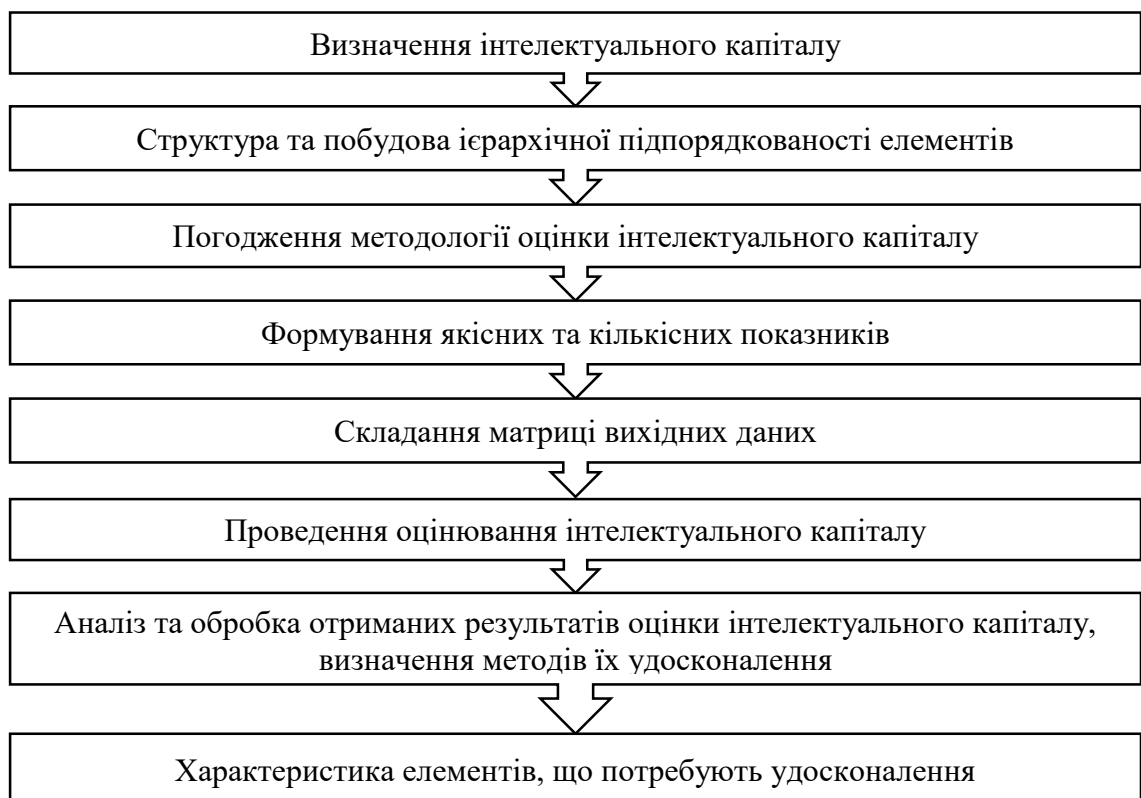 Визначення інтелектуального капіталу
Структура та побудова ієрархічної підпорядкованості елементів
Погодження методології оцінки інтелектуального капіталу
Формування якісних та кількісних показників
Складання матриці вихідних даних
Проведення оцінювання інтелектуального капіталу
Аналіз та обробка отриманих результатів оцінки інтелектуального капіталу,
визначення методів їх удосконалення
Характеристика елементів, що потребують удосконалення